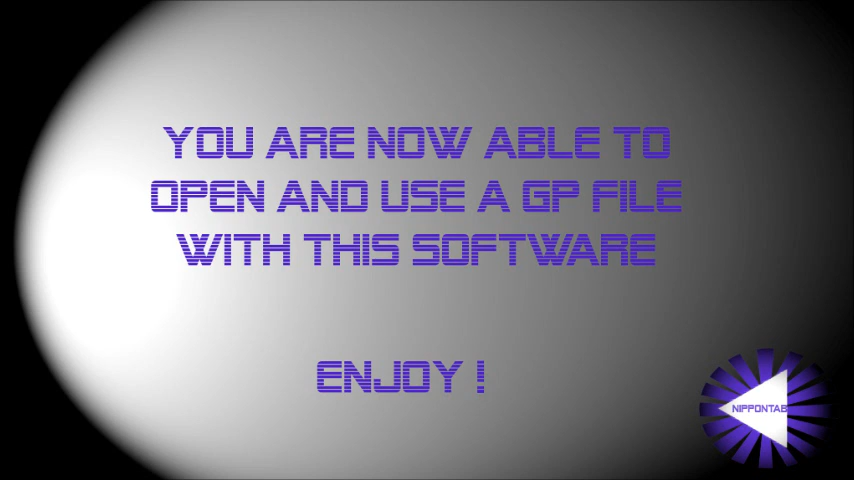 YOU ARE NOW ABLE TO
OPEN AND USE A GP FILE
WITH THIS SOFTWARE
ENJOY !
NIPPONTAB